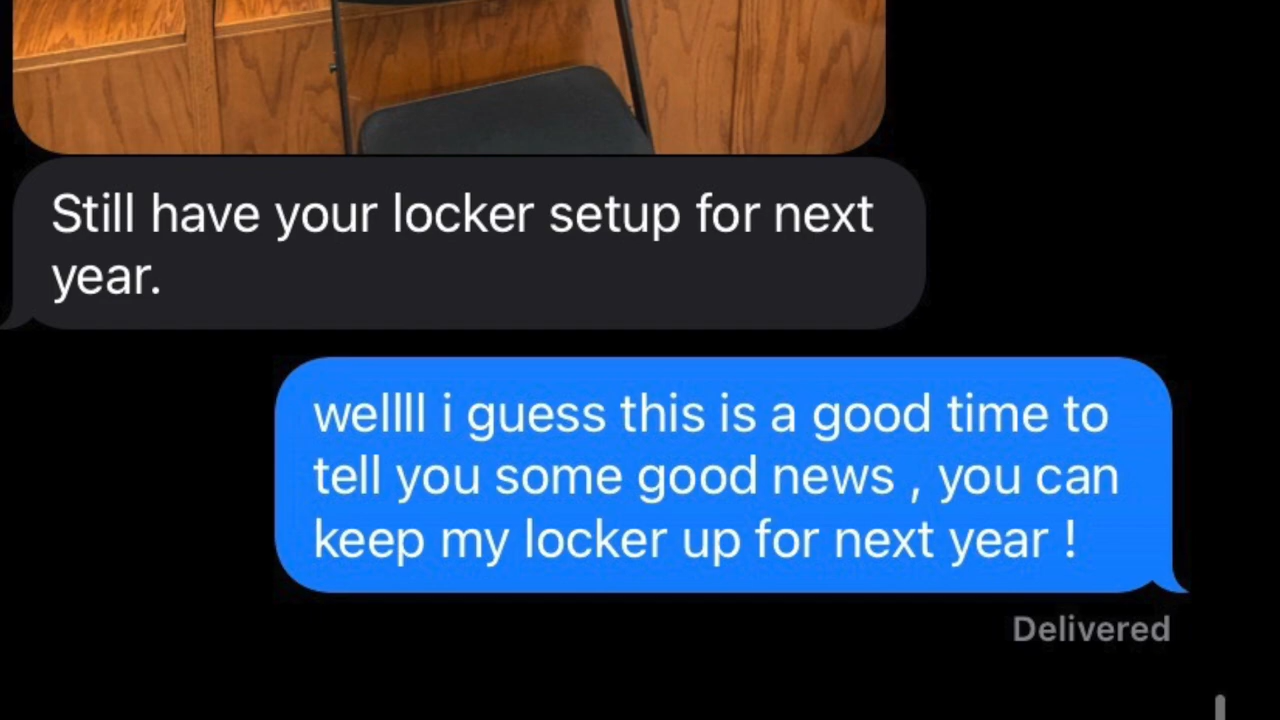 Still have your locker setup for next
year.
wellll i guess this is a good time to
tell you some good news , you can
keep my locker up for next year !
Delivered